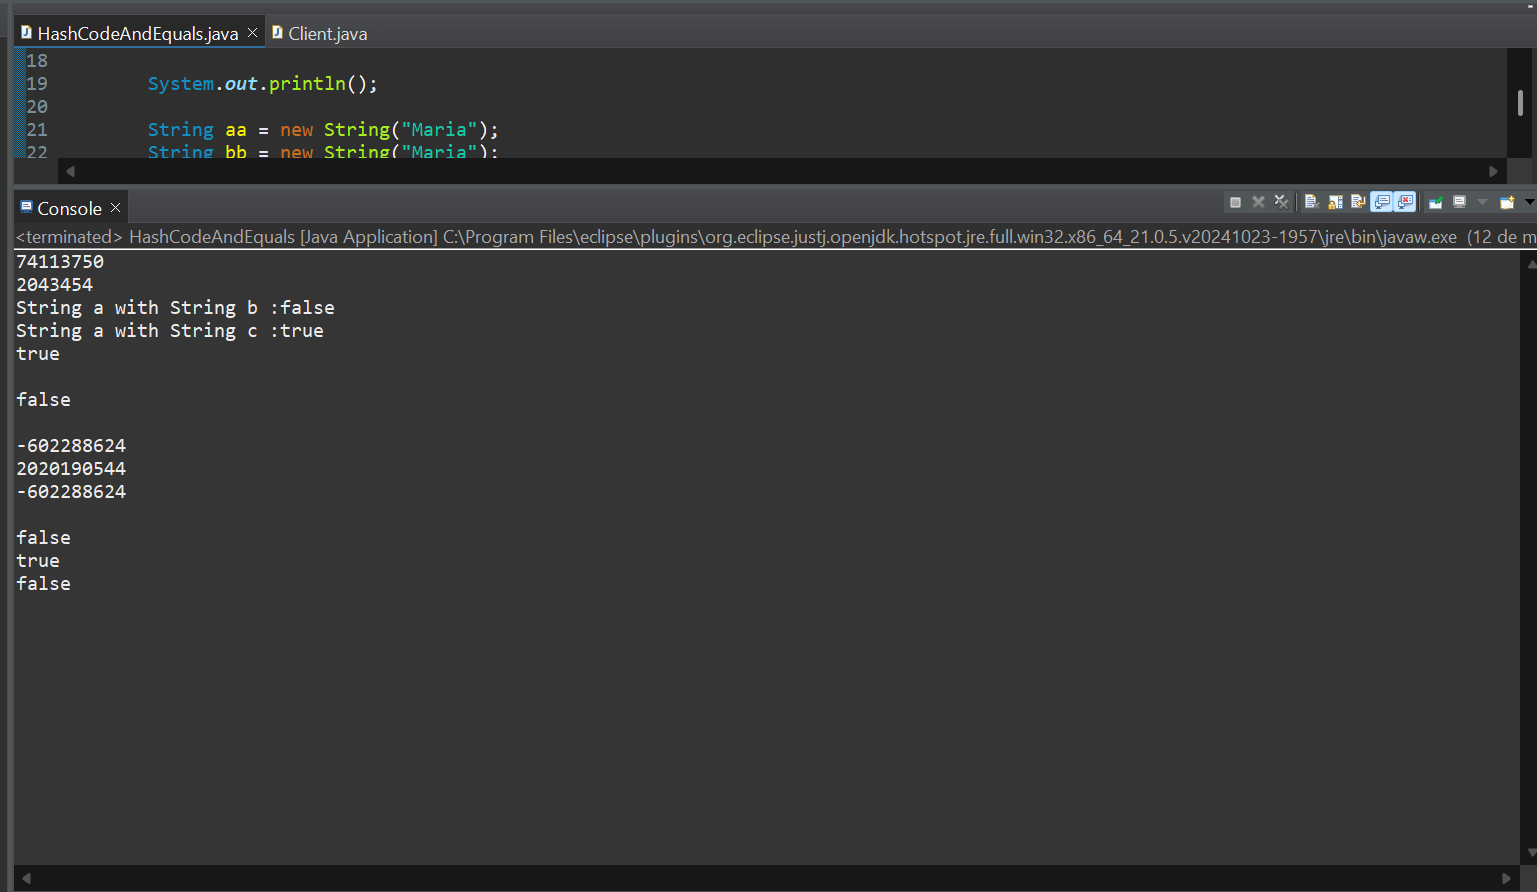 HashCodeAndEquals.java Client.java
18
19 System.out.println();
20
21 String aa = new String("Maria");
22 String bb = new String("Maria");
Console
<terminated> HashCodeAndEquals [Java Application] C:\Program Files\eclipse\plugins\org.eclipse.justj.openjdk.hotspot.jre.full.win32.x86_64_21.0.5.v20241023-1957\jre\bin\javaw.exe (12 de m
74113750
2043454
String a with String b :false
String a with String c :true
true
false
-602288624
2020190544
-602288624
false
true
false